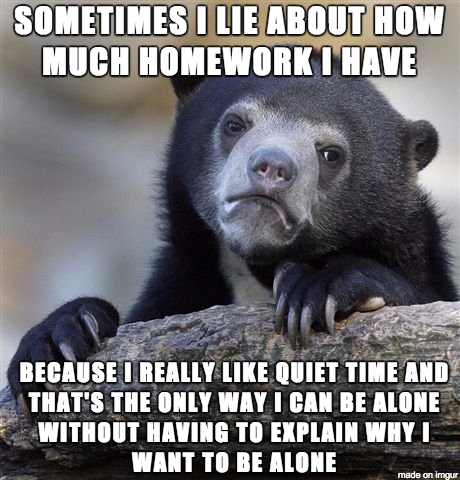 SOMETIMES I LIE ABOUT HOW
MUCH HOMEWORK I HAVE
BECAUSE I REALLY LIKE QUIET TIME AND
THAT'S THE ONLY WAY I CAN BE ALONE
WITHOUT HAVING TO EXPLAIN WHY I
WANT TO BE ALONE
made on imgur